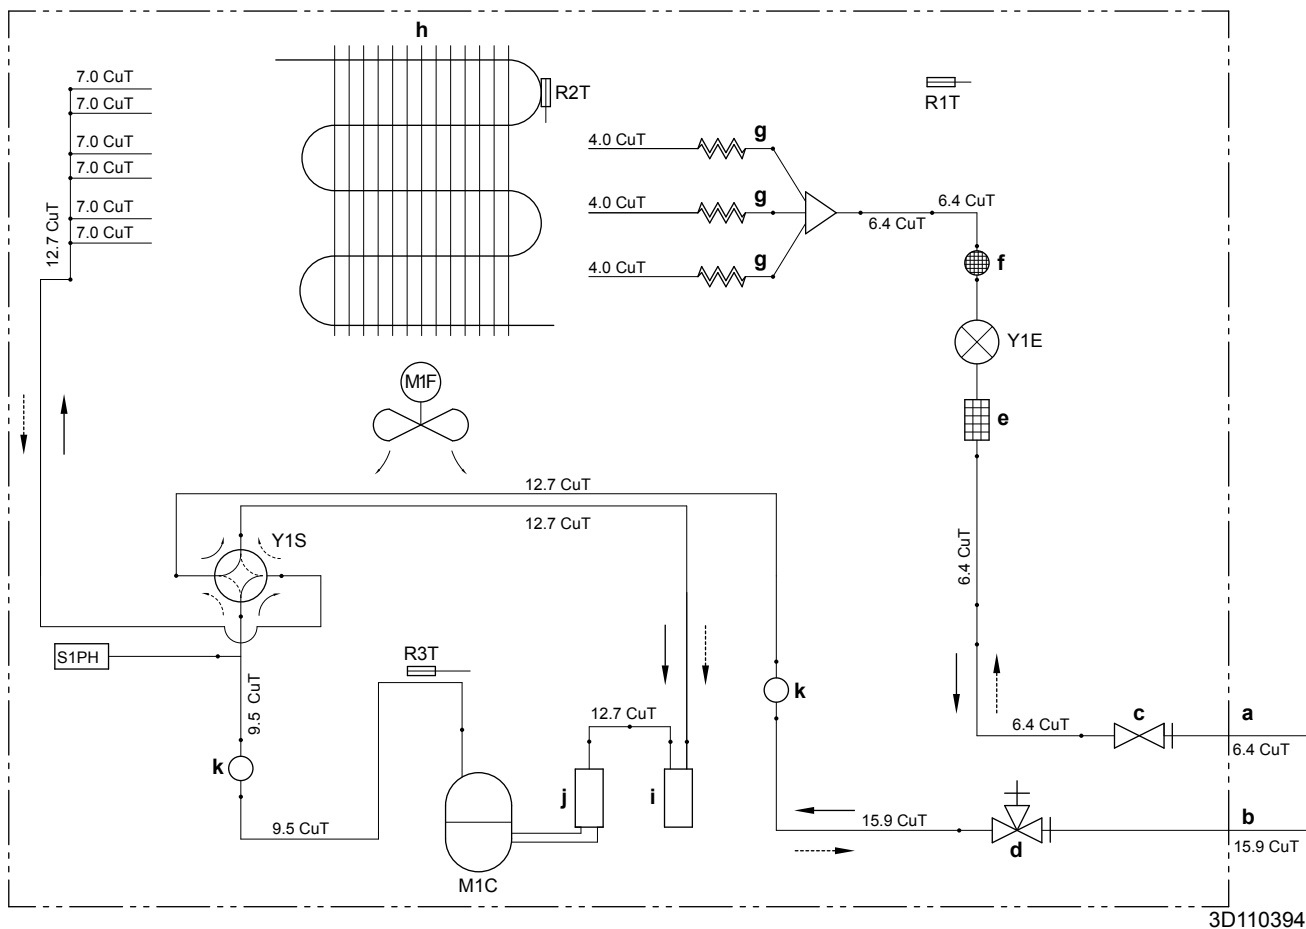 h
7.0 CuT
7.0 CuT
R2T
R1T
4.0 CuT
g
7.0 CuT
7.0 CuT
4.0 CuT
g
6.4 CuT
6.4 CuT
7.0 CuT
7.0 CuT
12.7 CuT
4.0 CuT
g
f
Y1E
M1F
e
12.7 CuT
12.7 CuT
Y1S
6.4 CuT
S1PH
R3T
9.5 CuT
k
12.7 CuT
6.4 CuT
c
a
6.4 CuT
k
j
i
9.5 CuT
15.9 CuT
d
b
15.9 CuT
M1C
3D110394